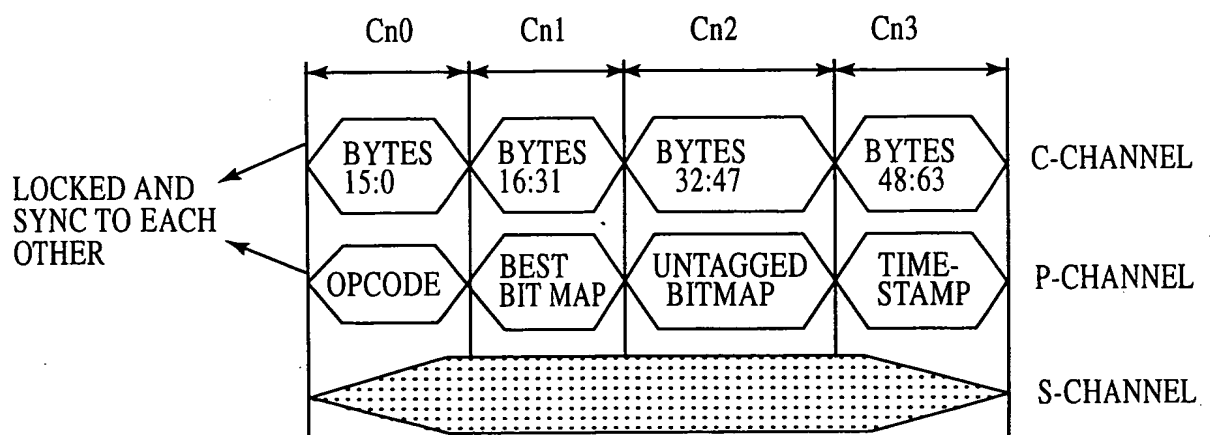 Cn0 Cn1 Cn2 Cn3
BYTES 15:0 BYTES 16:31 BYTES 32:47 BYTES 48:63 C-CHANNEL
LOCKED AND
SYNC TO EACH
OTHER
OPCODE BEST BIT MAP UNTAGGED BITMAP TIME-STAMP P-CHANNEL
S-CHANNEL